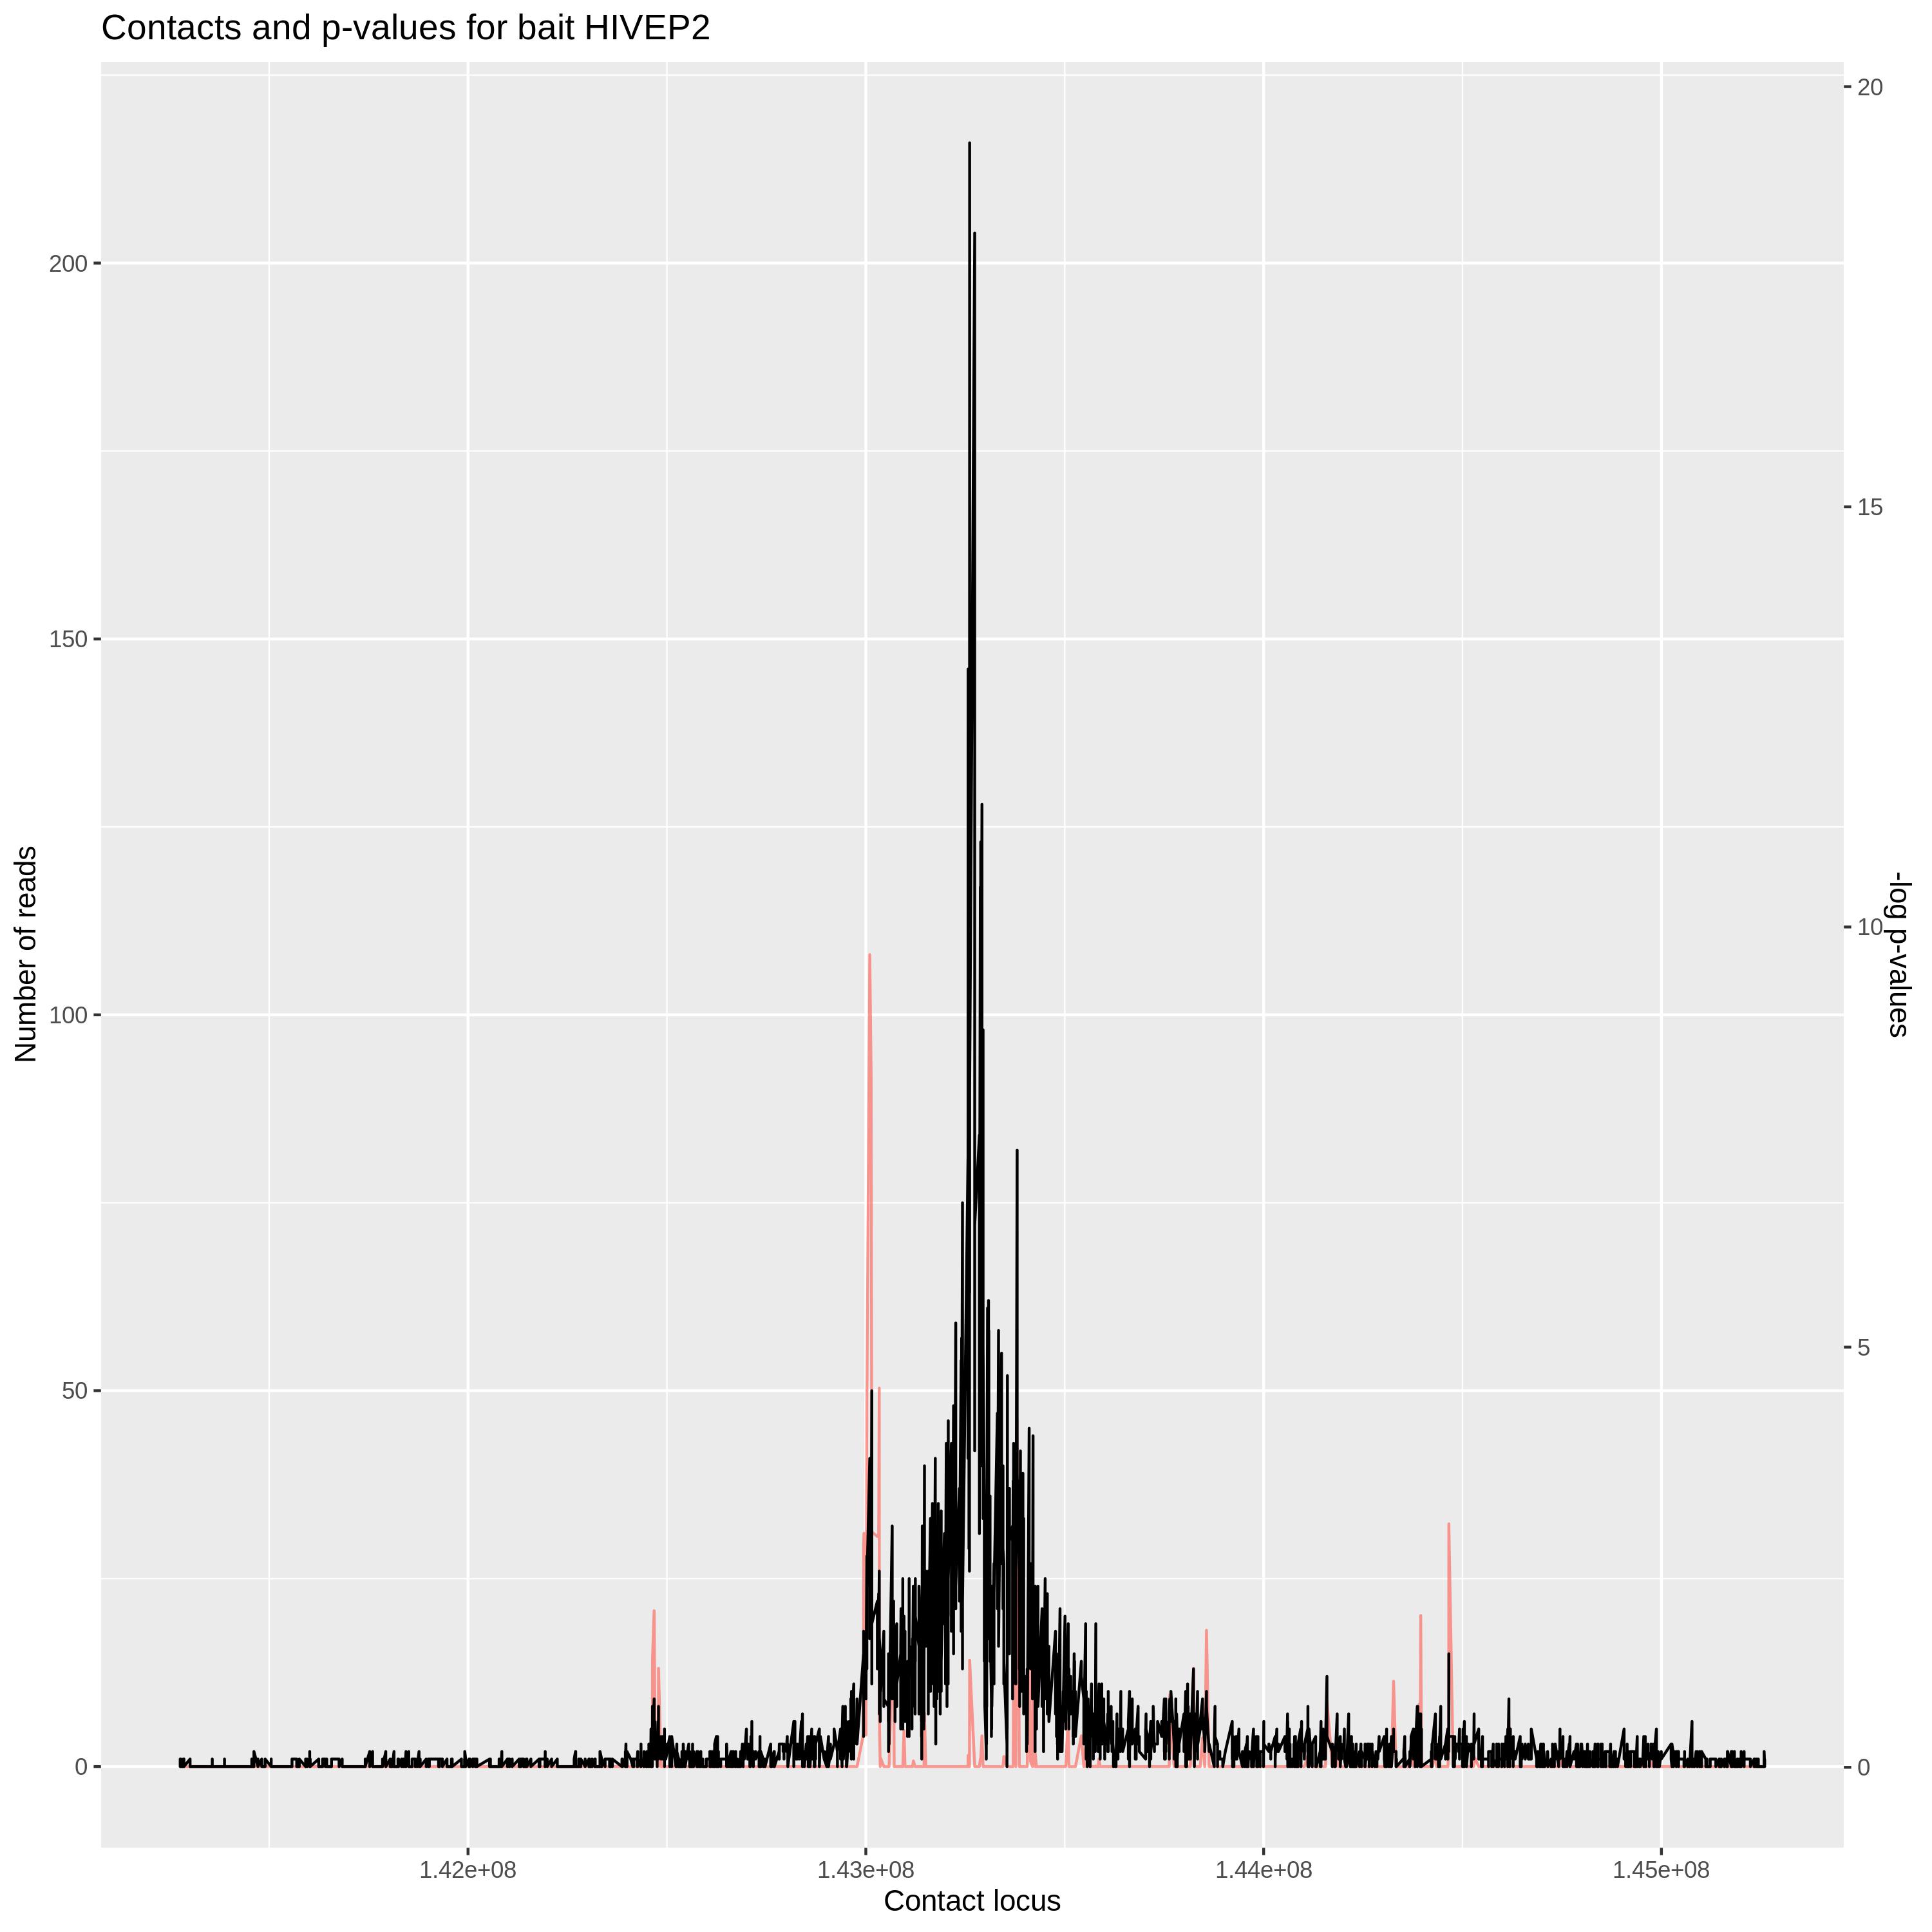 Contacts and p-values for bait HIVEP2
200
150
100
50
0
Number of reads
20
15
10
5
0
-log p-values
1.42e+08
1.43e+08
1.44e+08
1.45e+08
Contact locus